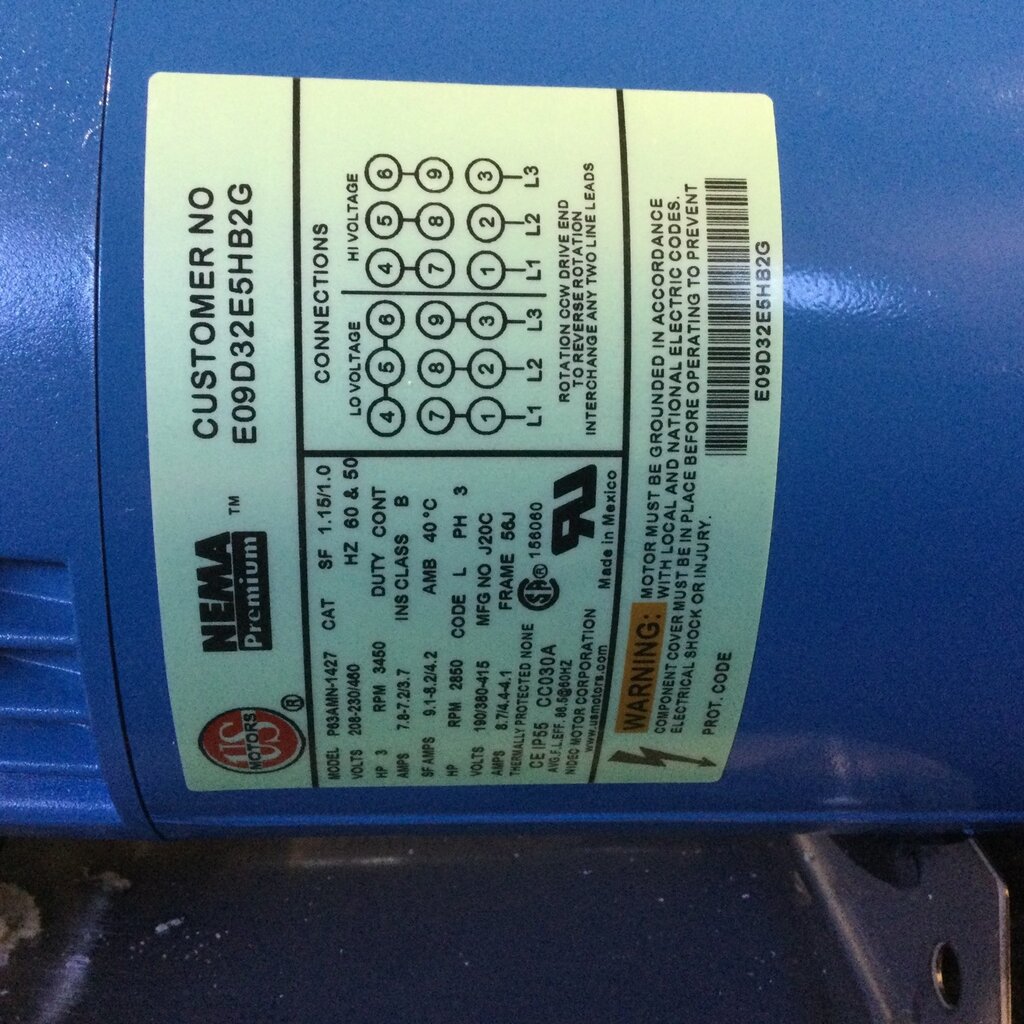 US
MOTORS
®
NEMA
Premium
TM
CUSTOMER NO
E09D32E5HB2G
MODEL P63AMN-1427 CAT SF 1.15/1.0
VOLTS 208-230/460 HZ 60 & 50
HP 3 RPM 3450 DUTY CONT
AMPS 7.8-7.2/3.7 INS CLASS B
SF AMPS 9.1-8.2/4.2 AMB 40°C
HP RPM 2850 CODE L PH 3
VOLTS 190/380-415 MFG NO J20C
AMPS 8.7/4.4-4.1 FRAME 56J
THERMALLY PROTECTED NONE
CE IP55 CC030A SA ® 166060
AVG.F.L.EFF. 86.5@60HZ
NIDEC MOTOR CORPORATION
www.usmotors.com Made in Mexico
CONNECTIONS
LO VOLTAGE HI VOLTAGE
4 5 6 4 5 6
7 8 9 7 8 9
1 2 3 1 2 3
L1 L2 L3 L1 L2 L3
ROTATION CCW DRIVE END
TO REVERSE ROTATION
INTERCHANGE ANY TWO LINE LEADS
WARNING: MOTOR MUST BE GROUNDED IN ACCORDANCE
WITH LOCAL AND NATIONAL ELECTRIC CODES.
COMPONENT COVER MUST BE IN PLACE BEFORE OPERATING TO PREVENT
ELECTRICAL SHOCK OR INJURY.
PROT. CODE
E09D32E5HB2G